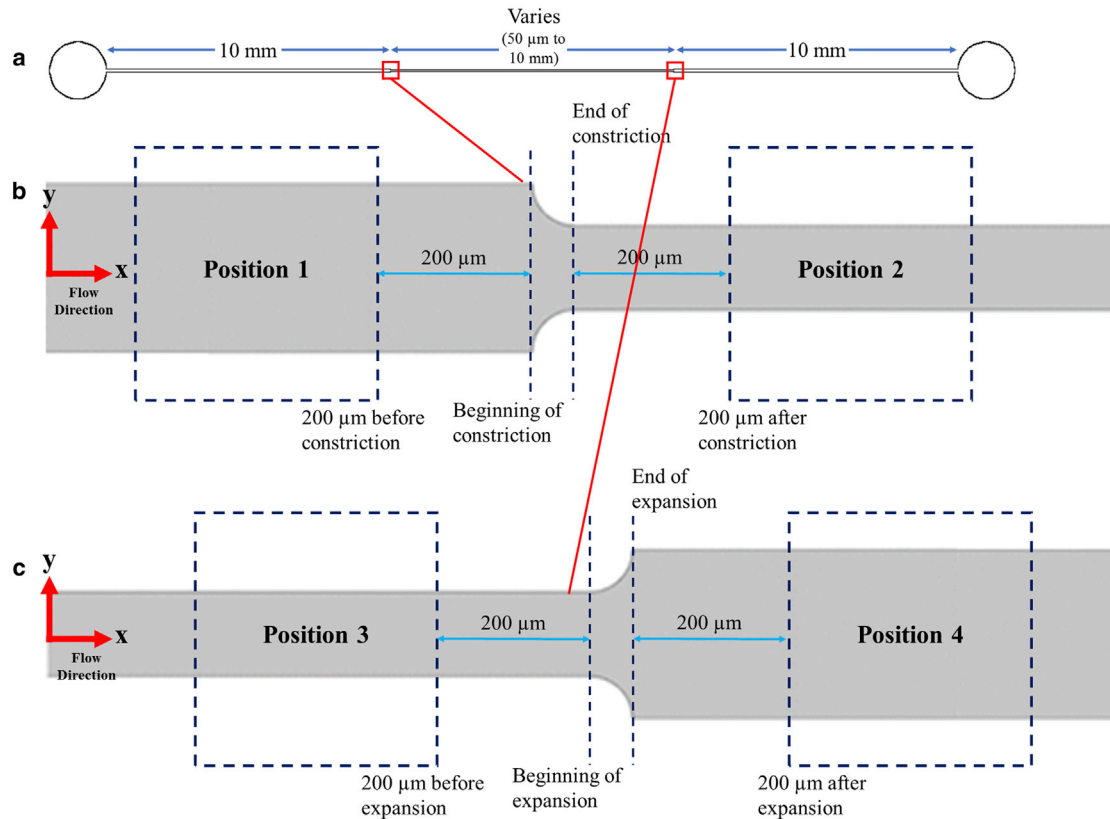 Varies
(50 µm to
10 mm)
10 mm
10 mm
a
End of
constriction
b
y
x
Flow
Direction
Position 1
200 µm
200 µm
Position 2
200 µm before
constriction
Beginning of
constriction
200 µm after
constriction
End of
expansion
c
y
x
Flow
Direction
Position 3
200 µm
200 µm
Position 4
200 µm before
expansion
Beginning of
expansion
200 µm after
expansion